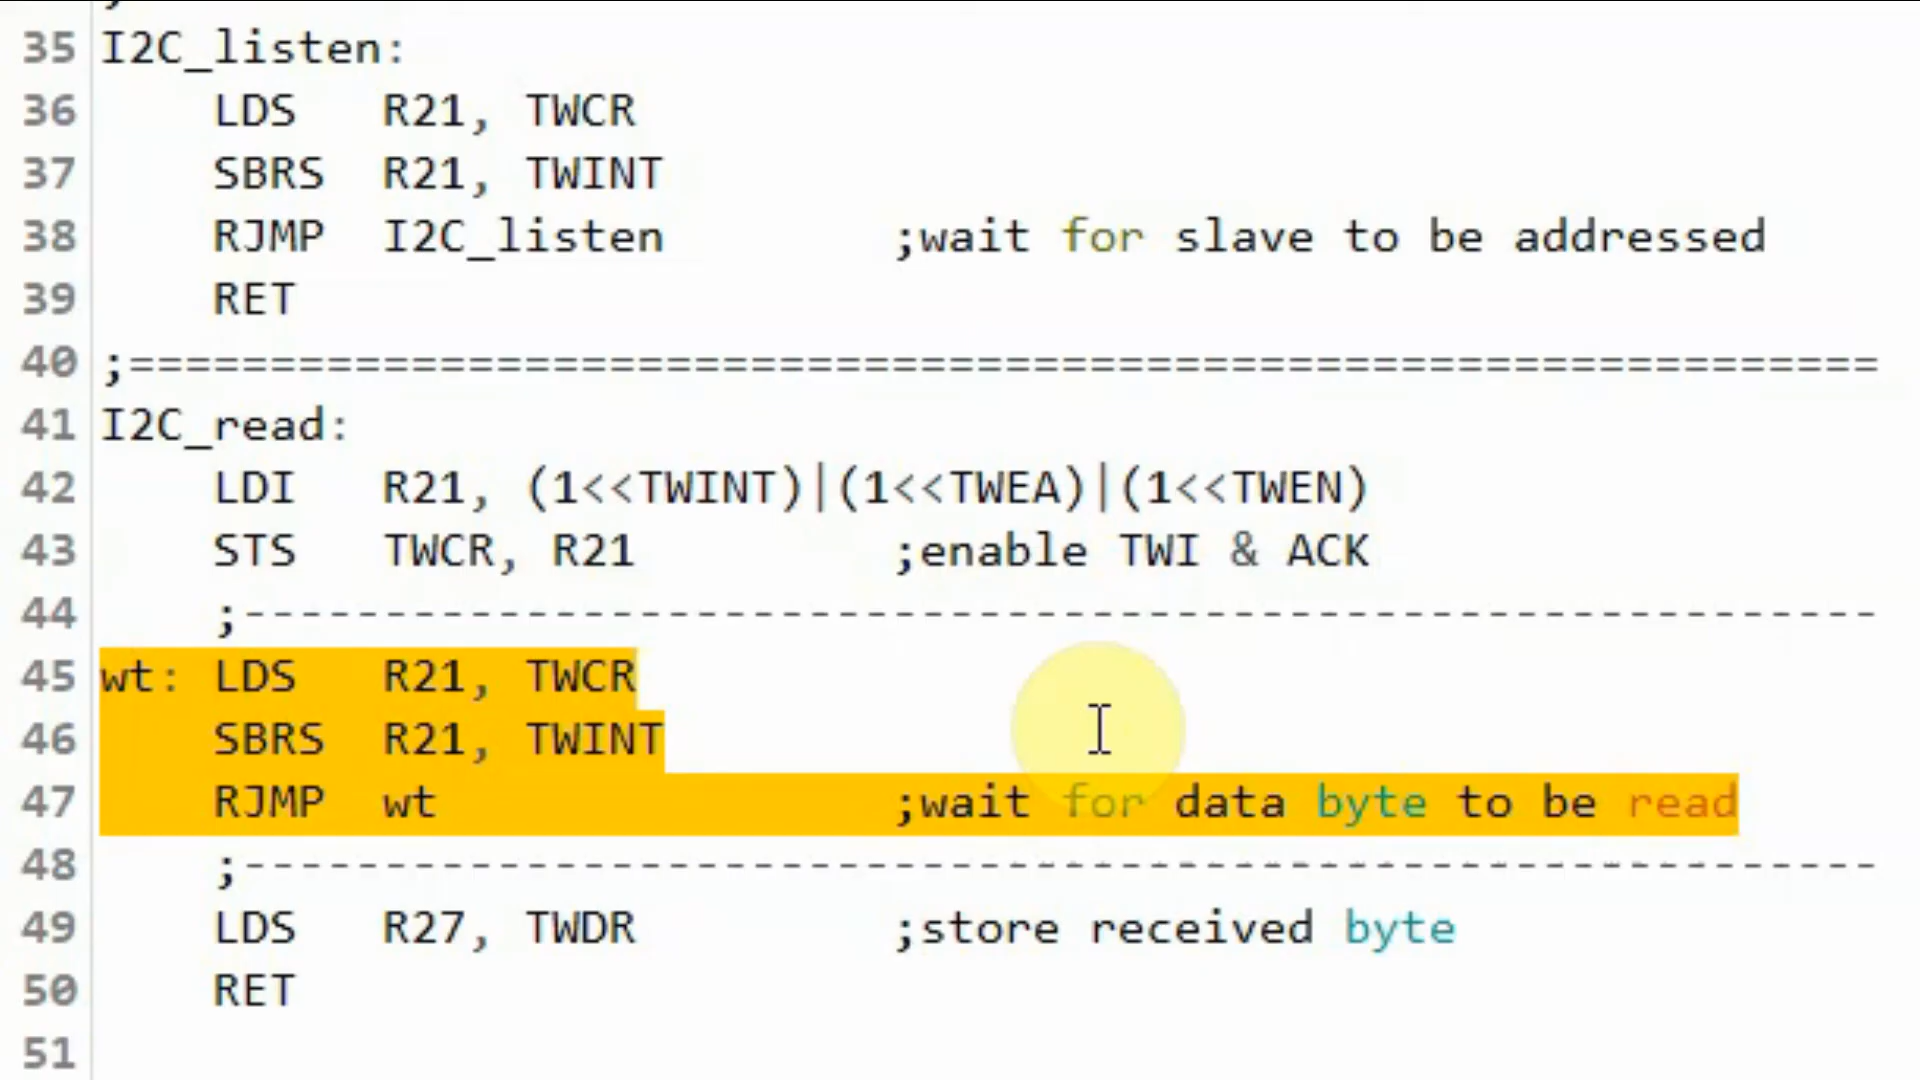 35 I2C_listen:
36 LDS R21, TWCR
37 SBRS R21, TWINT
38 RJMP I2C_listen ;wait for slave to be addressed
39 RET
40 ;==============================================================
41 I2C_read:
42 LDI R21, (1<<TWINT)|(1<<TWEA)|(1<<TWEN)
43 STS TWCR, R21 ;enable TWI & ACK
44 ;----------------------------------------------------------
45 wt: LDS R21, TWCR
46 SBRS R21, TWINT
47 RJMP wt ;wait for data byte to be read
48 ;----------------------------------------------------------
49 LDS R27, TWDR ;store received byte
50 RET
51